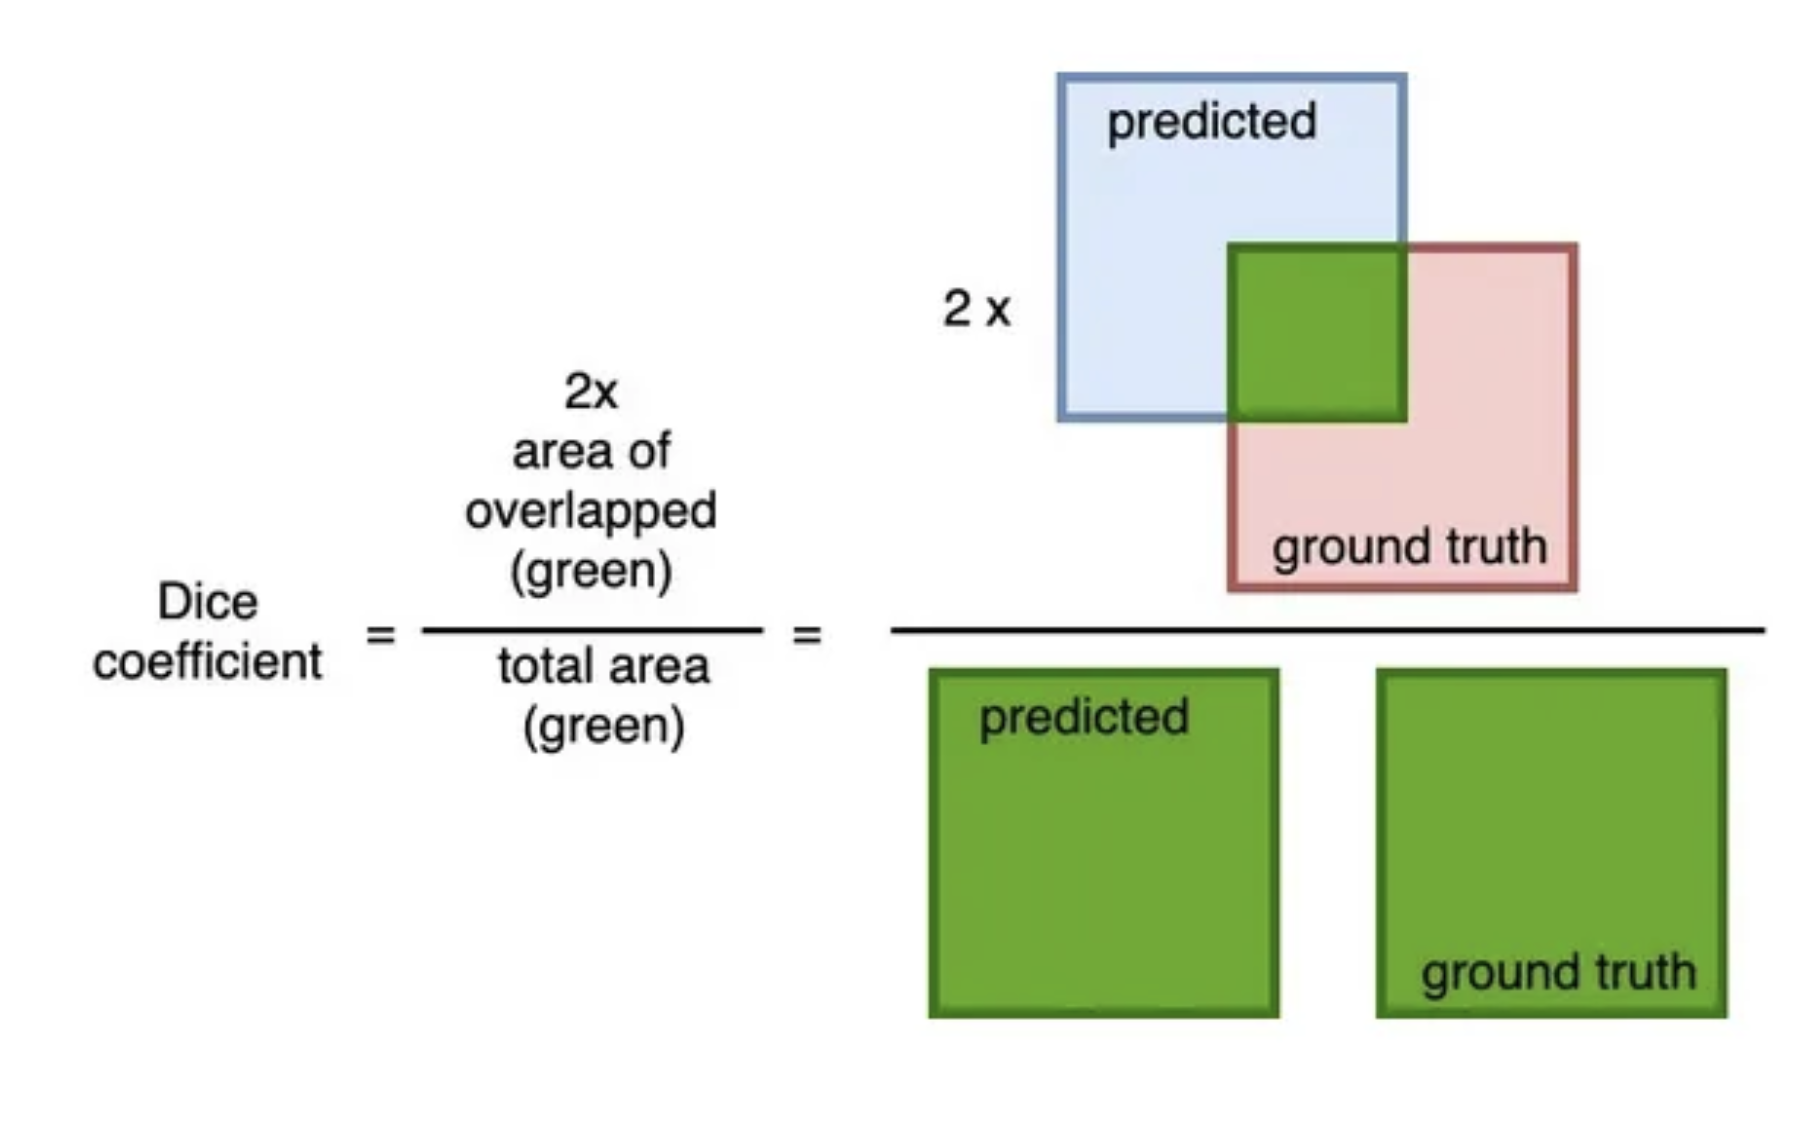 Dice
coefficient
=
2x
area of
overlapped
(green)
total area
(green)
=
2 x
predicted
ground truth
predicted
ground truth